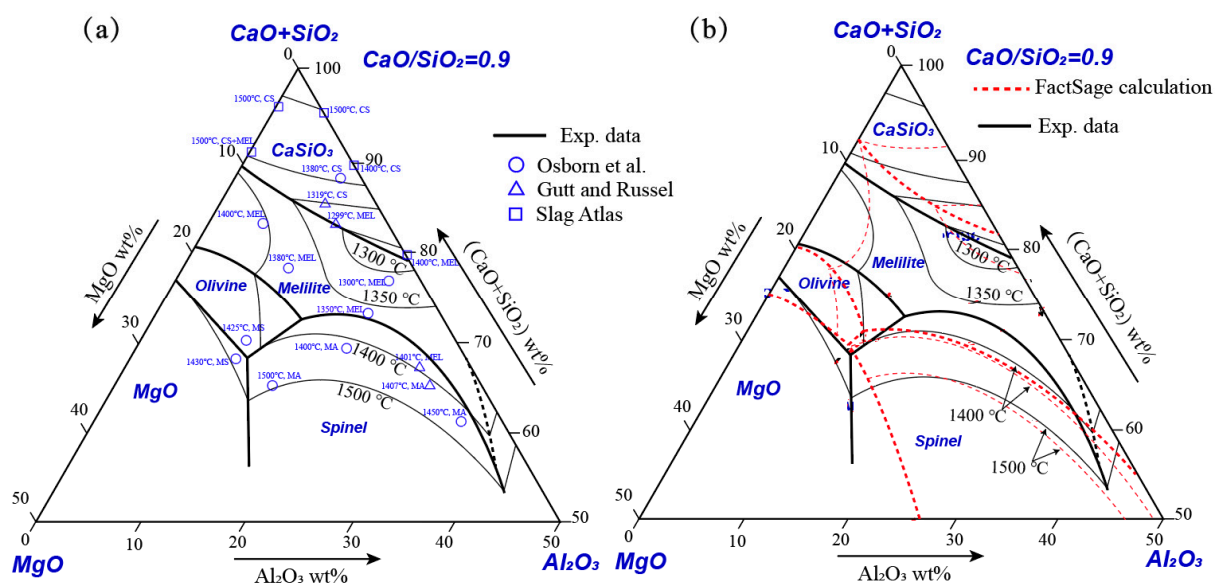 (a)
CaO+SiO₂
0
100
CaO/SiO₂=0.9
1500℃, CS
1500℃, CS
1500℃, CS+MEL
10
CaSiO₃
90
1380℃, CS
1400℃, CS
1319℃, CS
1299℃, MEL
1400℃, MEL
Exp. data
Osborn et al.
Gutt and Russel
Slag Atlas
MgO wt%
20
80
(CaO+SiO₂) wt%
1300 ℃
1400℃, MEL
1380℃, MEL
Olivine
Melilite
1300℃, MEL
1350 ℃
1350℃, MEL
30
1425℃, MS
70
1430℃, MS
1400℃, MA
1400 ℃
1401℃, MEL
MgO
1500℃, MA
1500 ℃
1407℃, MA
40
1450℃, MA
60
Spinel
50
50
0
10
20
30
40
50
MgO
Al₂O₃ wt%
Al₂O₃
(b)
CaO+SiO₂
0
100
CaO/SiO₂=0.9
FactSage calculation
Exp. data
CaSiO₃
10
90
MgO wt%
20
80
(CaO+SiO₂) wt%
1300 ℃
Melilite
Olivine
1350 ℃
30
70
MgO
1400 ℃
40
60
Spinel
1500 ℃
50
50
0
10
20
30
40
50
MgO
Al₂O₃ wt%
Al₂O₃